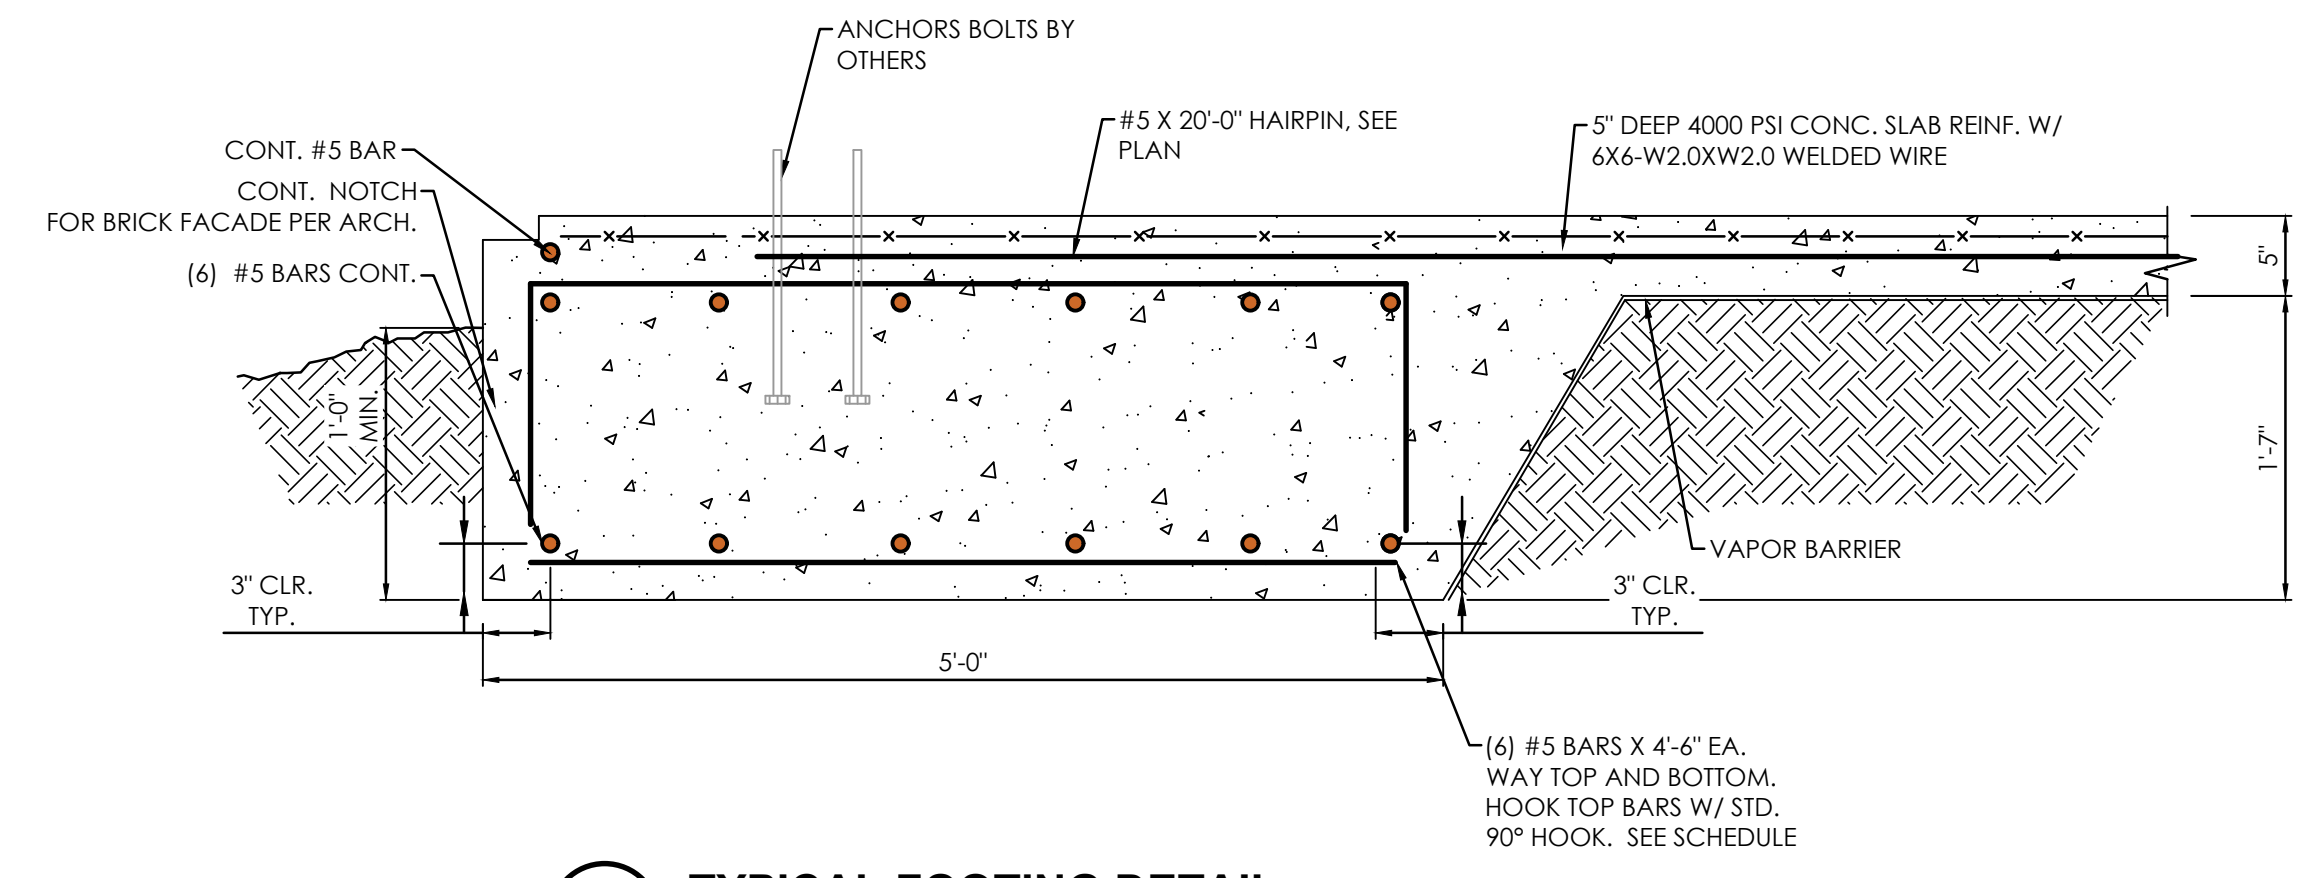 ANCHORS BOLTS BY
OTHERS
#5 X 20'-0" HAIRPIN, SEE
PLAN
5" DEEP 4000 PSI CONC. SLAB REINF. W/
6X6-W2.0XW2.0 WELDED WIRE
CONT. #5 BAR
CONT. NOTCH
FOR BRICK FACADE PER ARCH.
(6) #5 BARS CONT.
5"
1'-0"
MIN.
1'-7"
VAPOR BARRIER
3" CLR.
TYP.
3" CLR.
TYP.
5'-0"
(6) #5 BARS X 4'-6" EA.
WAY TOP AND BOTTOM.
HOOK TOP BARS W/ STD.
90° HOOK. SEE SCHEDULE
TYPICAL FOOTING DETAIL